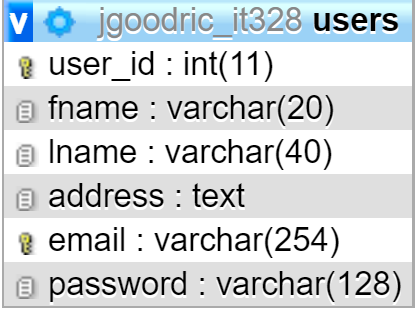 v jgoodric_it328 users
user_id : int(11)
fname : varchar(20)
lname : varchar(40)
address : text
email : varchar(254)
password : varchar(128)